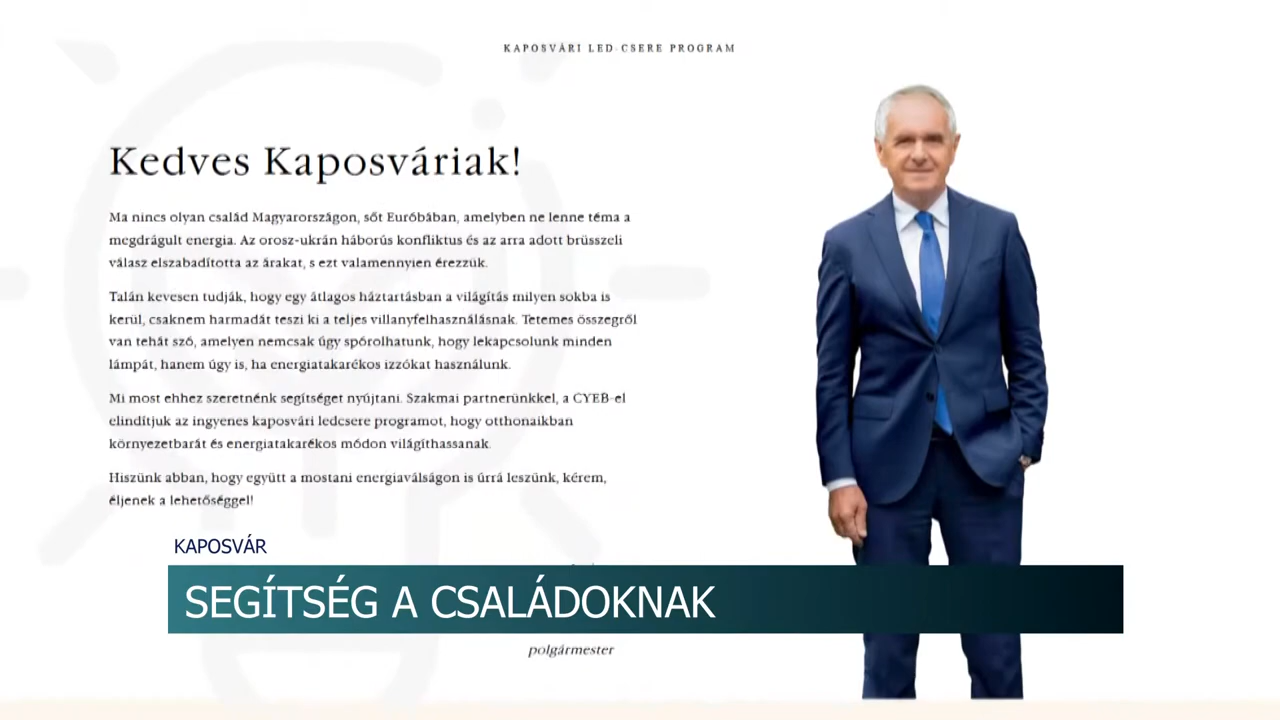 KAPOSVÁRI LED-CSERE PROGRAM
Kedves Kaposváriak!
Ma nincs olyan család Magyarországon, sőt Euróbában, amelyben ne lenne téma a
megdrágult energia. Az orosz-ukrán háborús konfliktus és az arra adott brüsszeli
válasz elszabadította az árakat, s ezt valamennyien érezzük.
Talán kevesen tudják, hogy egy átlagos háztartásban a világítás milyen sokba is
kerül, csaknem harmadát teszi ki a teljes villanyfelhasználásnak. Tetemes összegről
van tehát szó, amelyen nemcsak úgy spórolhatunk, hogy lekapcsolunk minden
lámpát, hanem úgy is, ha energiatakarékos izzókat használunk.
Mi most ehhez szeretnénk segítséget nyújtani. Szakmai partnerünkkel, a CYEB-el
elindítjuk az ingyenes kaposvári ledcsere programot, hogy otthonaikban
környezetbarát és energiatakarékos módon világíthassanak.
Hiszünk abban, hogy együtt a mostani energiaválságon is úrrá leszünk, kérem,
éljenek a lehetőséggel!
KAPOSVÁR
SEGÍTSÉG A CSALÁDOKNAK
polgármester